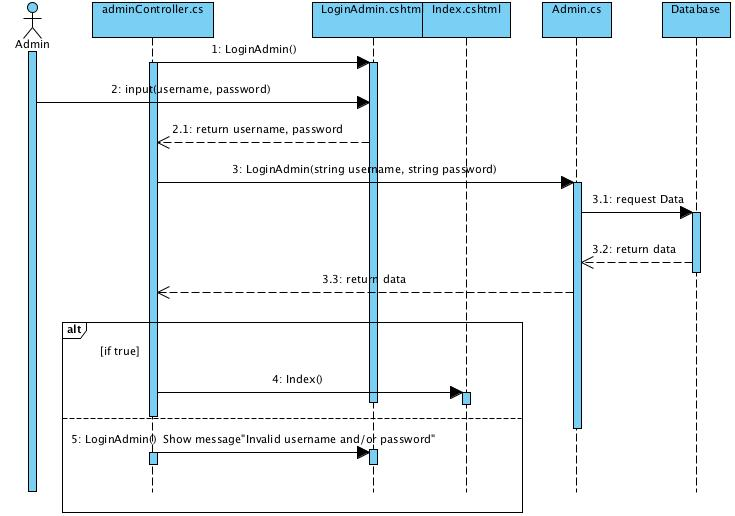 adminController.cs
LoginAdmin.cshtm
Index.cshtml
Admin.cs
Database
Admin
1: LoginAdmin()
2: input(username, password)
2.1: return username, password
3: LoginAdmin(string username, string password)
3.1: request Data
3.2: return data
3.3: return data
alt
[if true]
4: Index()
5: LoginAdmin() Show message"Invalid username and/or password"